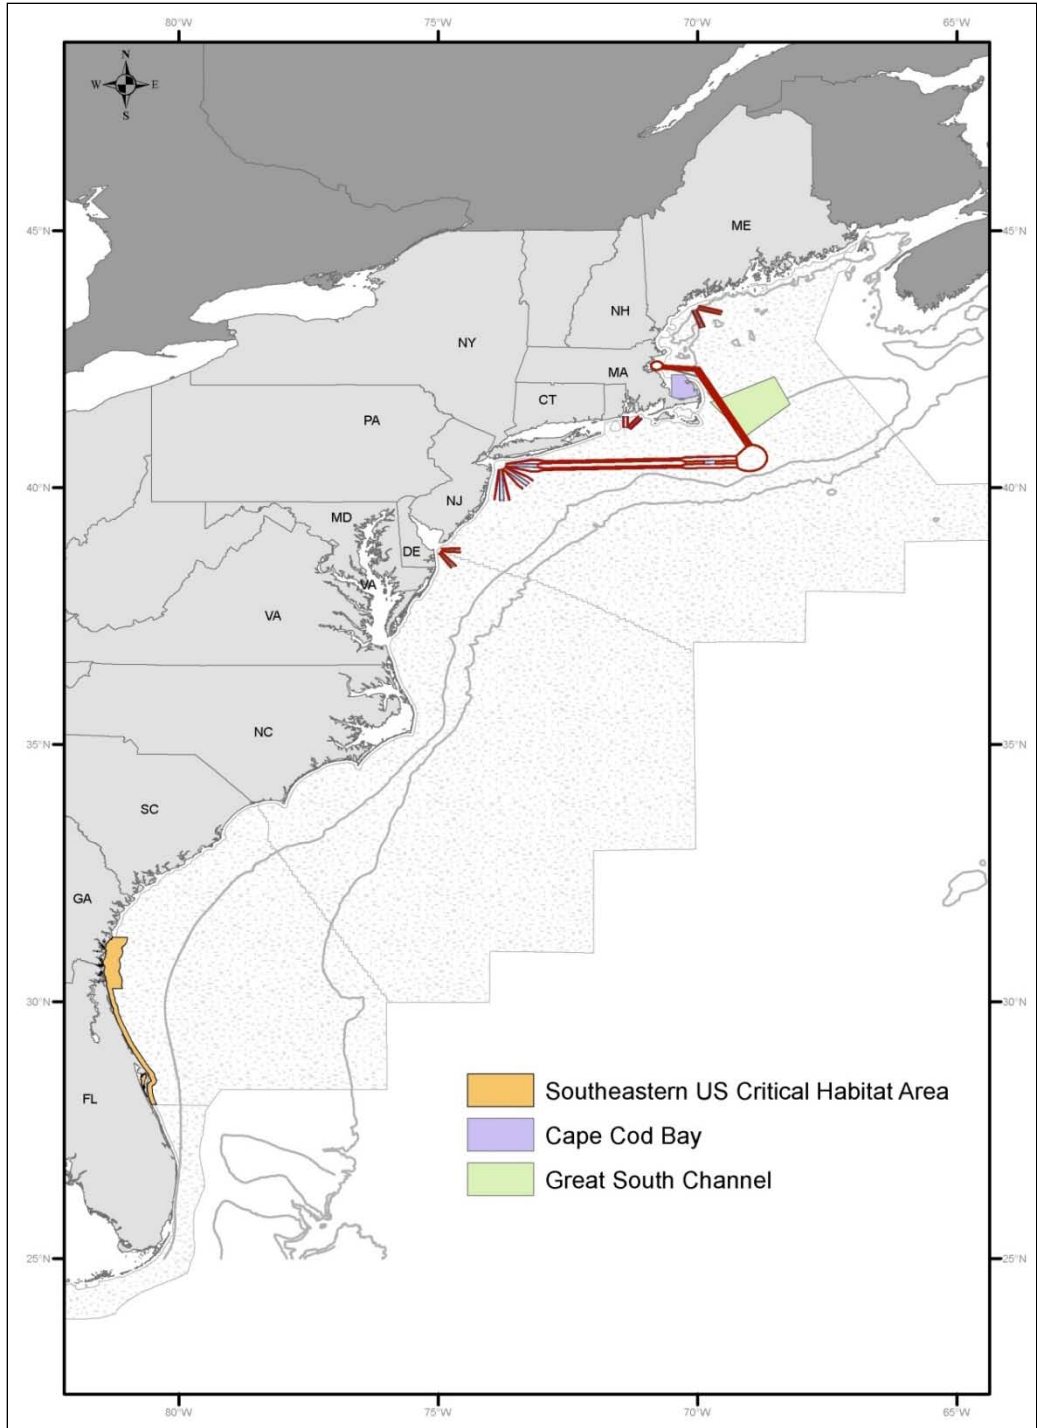 80°W 75°W 70°W 65°W
N
W E
S
45°N ME 45°N
NH
NY
MA
CT
PA
40°N NJ 40°N
MD
DE
VA
VA
NC
35°N 35°N
SC
GA
30°N 30°N
FL
Southeastern US Critical Habitat Area
Cape Cod Bay
Great South Channel
25°N 25°N
80°W 75°W 70°W 65°W